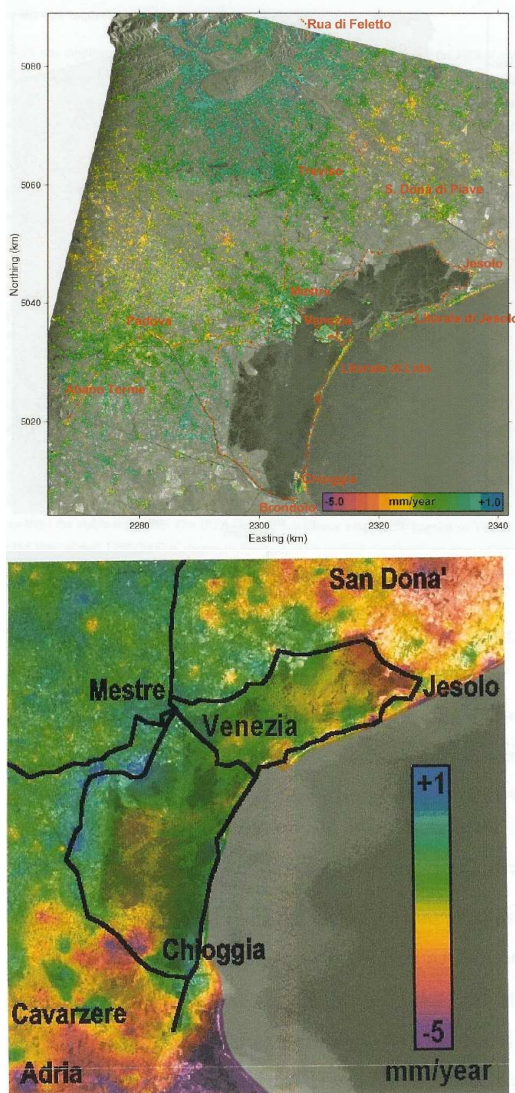 Rua di Feletto
5080
Treviso
5060
S. Dona di Piave
Northing (km)
Jesolo
5040
Mestre
Padova
Venezia
Litorale di Jesolo
Litorale di Lido
Abano Terme
5020
Chioggia
-5.0 mm/year +1.0
Brondolo
2280 2300 2320 2340
Easting (km)
San Dona'
Mestre
Jesolo
Venezia
+1
Chioggia
Cavarzere
-5
Adria
mm/year